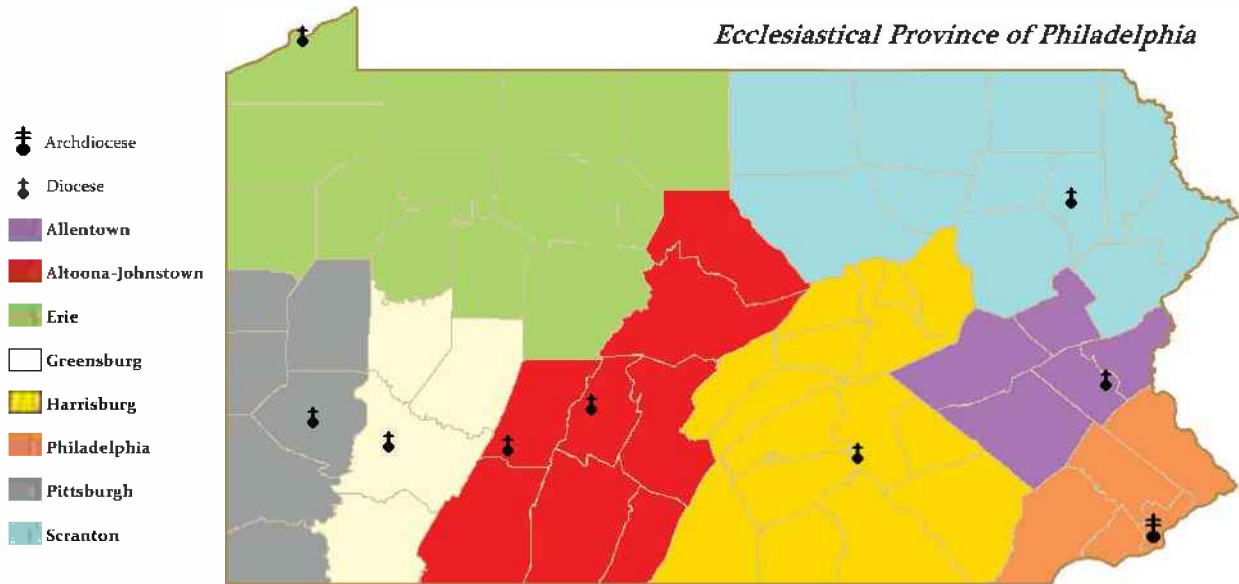 Ecclesiastical Province of Philadelphia
Archdiocese
Diocese
Allentown
Altoona-Johnstown
Erie
Greensburg
Harrisburg
Philadelphia
Pittsburgh
Scranton